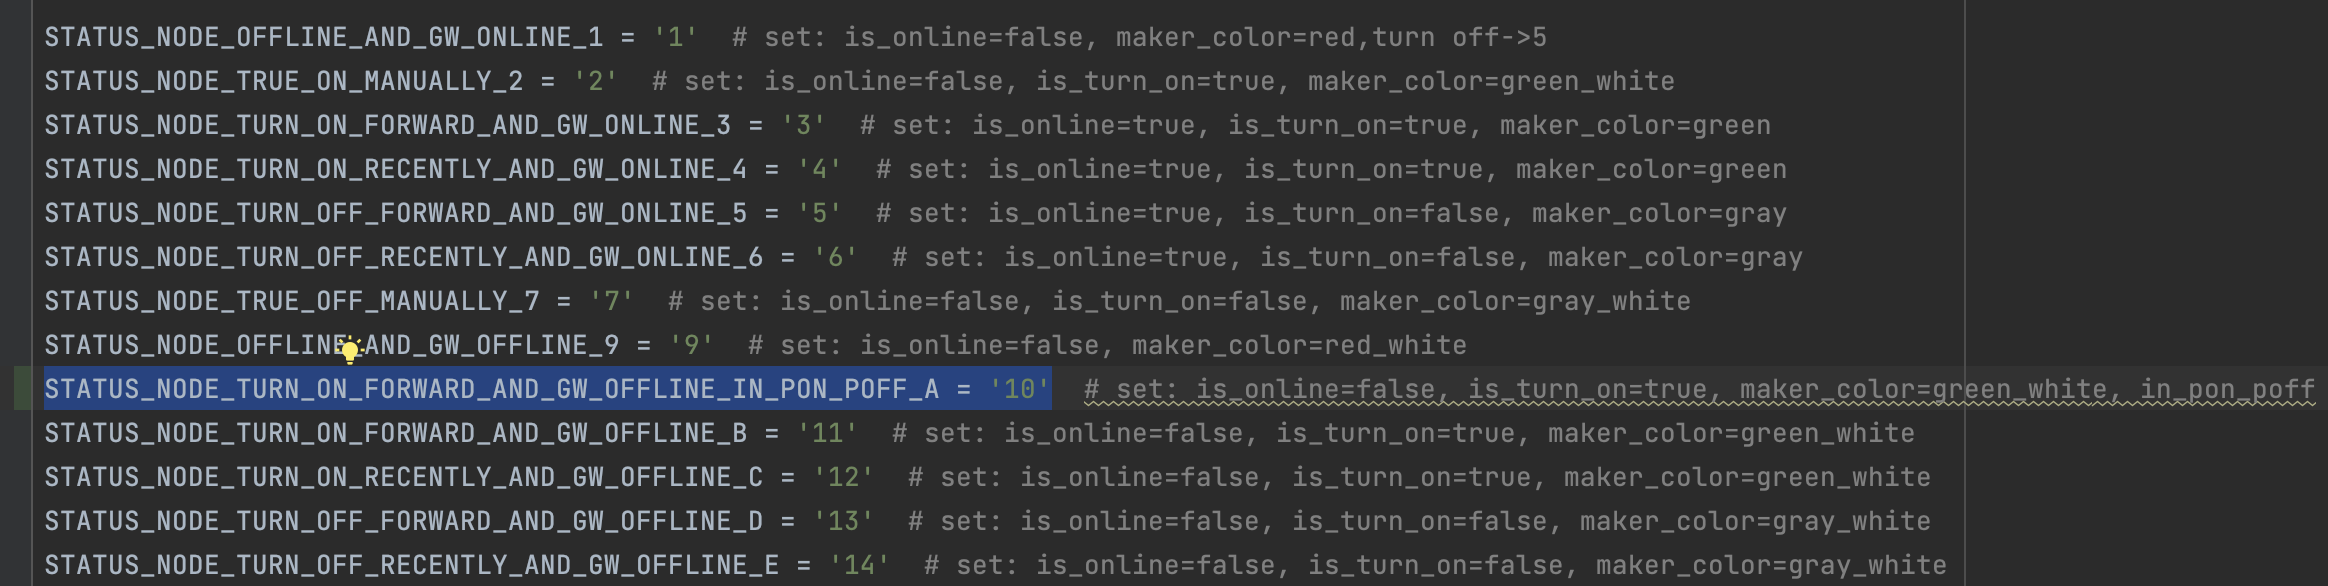 STATUS_NODE_OFFLINE_AND_GW_ONLINE_1 = '1'  # set: is_online=false, maker_color=red,turn off->5
STATUS_NODE_TRUE_ON_MANUALLY_2 = '2'  # set: is_online=false, is_turn_on=true, maker_color=green_white
STATUS_NODE_TURN_ON_FORWARD_AND_GW_ONLINE_3 = '3'  # set: is_online=true, is_turn_on=true, maker_color=green
STATUS_NODE_TURN_ON_RECENTLY_AND_GW_ONLINE_4 = '4'  # set: is_online=true, is_turn_on=true, maker_color=green
STATUS_NODE_TURN_OFF_FORWARD_AND_GW_ONLINE_5 = '5'  # set: is_online=true, is_turn_on=false, maker_color=gray
STATUS_NODE_TURN_OFF_RECENTLY_AND_GW_ONLINE_6 = '6'  # set: is_online=true, is_turn_on=false, maker_color=gray
STATUS_NODE_TRUE_OFF_MANUALLY_7 = '7'  # set: is_online=false, is_turn_on=false, maker_color=gray_white
STATUS_NODE_OFFLINE_AND_GW_OFFLINE_9 = '9'  # set: is_online=false, maker_color=red_white
STATUS_NODE_TURN_ON_FORWARD_AND_GW_OFFLINE_IN_PON_POFF_A = '10'  # set: is_online=false, is_turn_on=true, maker_color=green_white, in_pon_poff
STATUS_NODE_TURN_ON_FORWARD_AND_GW_OFFLINE_B = '11'  # set: is_online=false, is_turn_on=true, maker_color=green_white
STATUS_NODE_TURN_ON_RECENTLY_AND_GW_OFFLINE_C = '12'  # set: is_online=false, is_turn_on=true, maker_color=green_white
STATUS_NODE_TURN_OFF_FORWARD_AND_GW_OFFLINE_D = '13'  # set: is_online=false, is_turn_on=false, maker_color=gray_white
STATUS_NODE_TURN_OFF_RECENTLY_AND_GW_OFFLINE_E = '14'  # set: is_online=false, is_turn_on=false, maker_color=gray_white